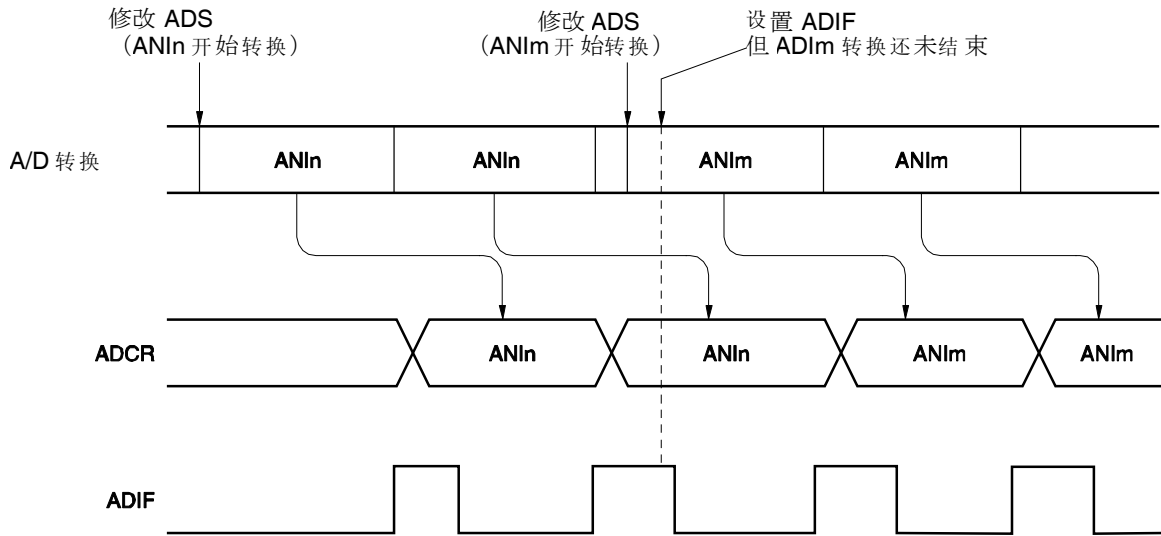 修改 ADS
（ANIn 开始转换）
修改 ADS
（ANIm 开始转换）
设置 ADIF
但 ADIm 转换还未结束
A/D 转换
ANIn
ANIn
ANIm
ANIm
ADCR
ANIn
ANIn
ANIm
ANIm
ADIF